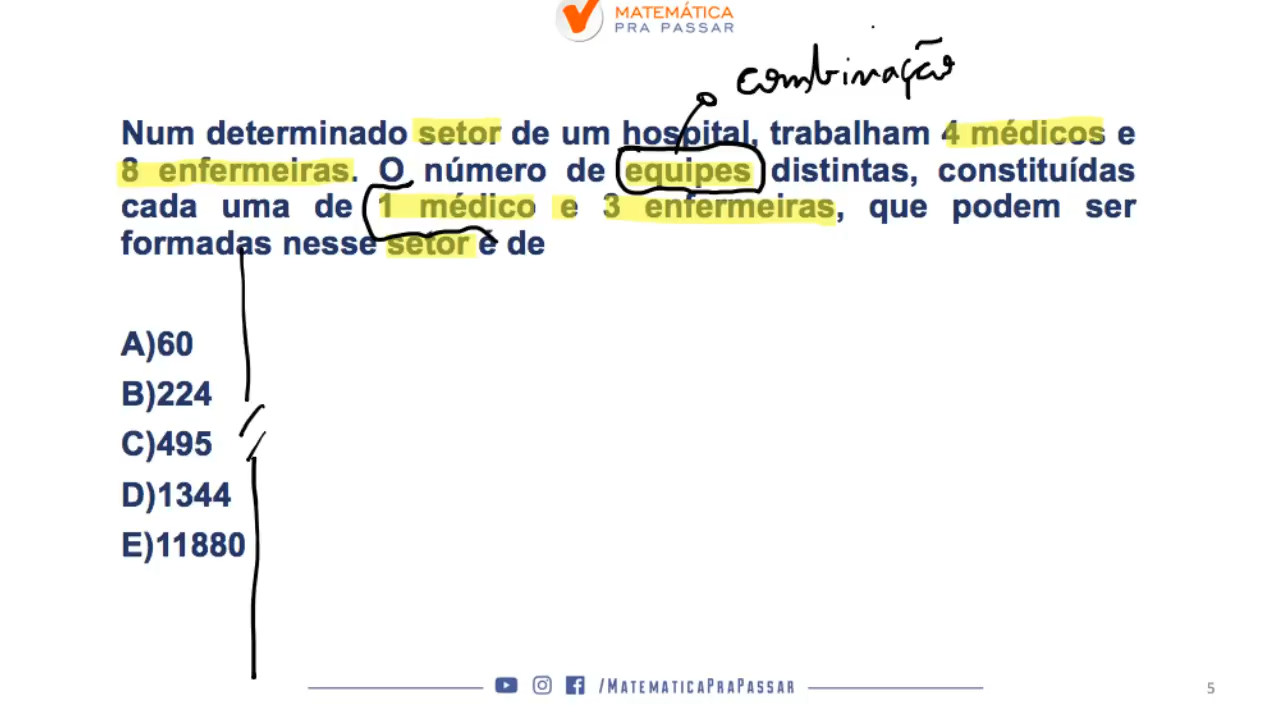 MATEMÁTICA
PRA PASSAR
combinação
Num determinado setor de um hospital, trabalham 4 médicos e
8 enfermeiras. O número de equipes distintas, constituídas
cada uma de 1 médico e 3 enfermeiras, que podem ser
formadas nesse setor é de
A)60
B)224
C)495
D)1344
E)11880
/MATEMATICAPRAPASSAR
5